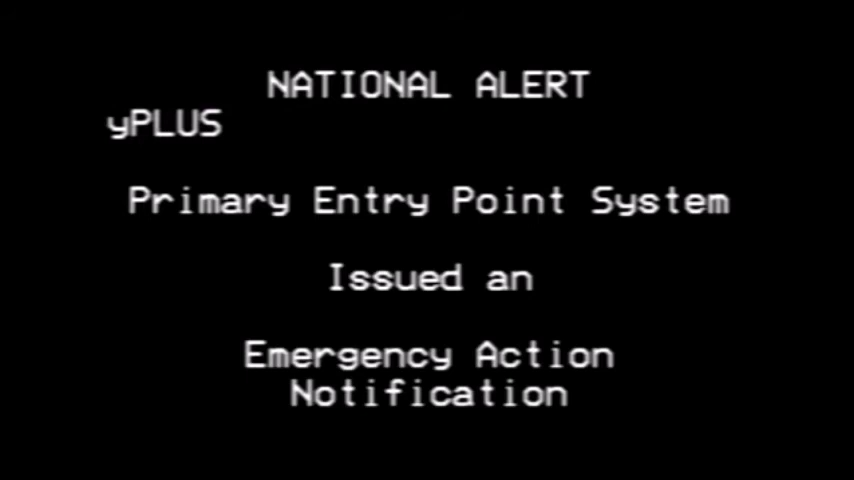 NATIONAL ALERT
yPLUS
Primary Entry Point System
Issued an
Emergency Action
Notification